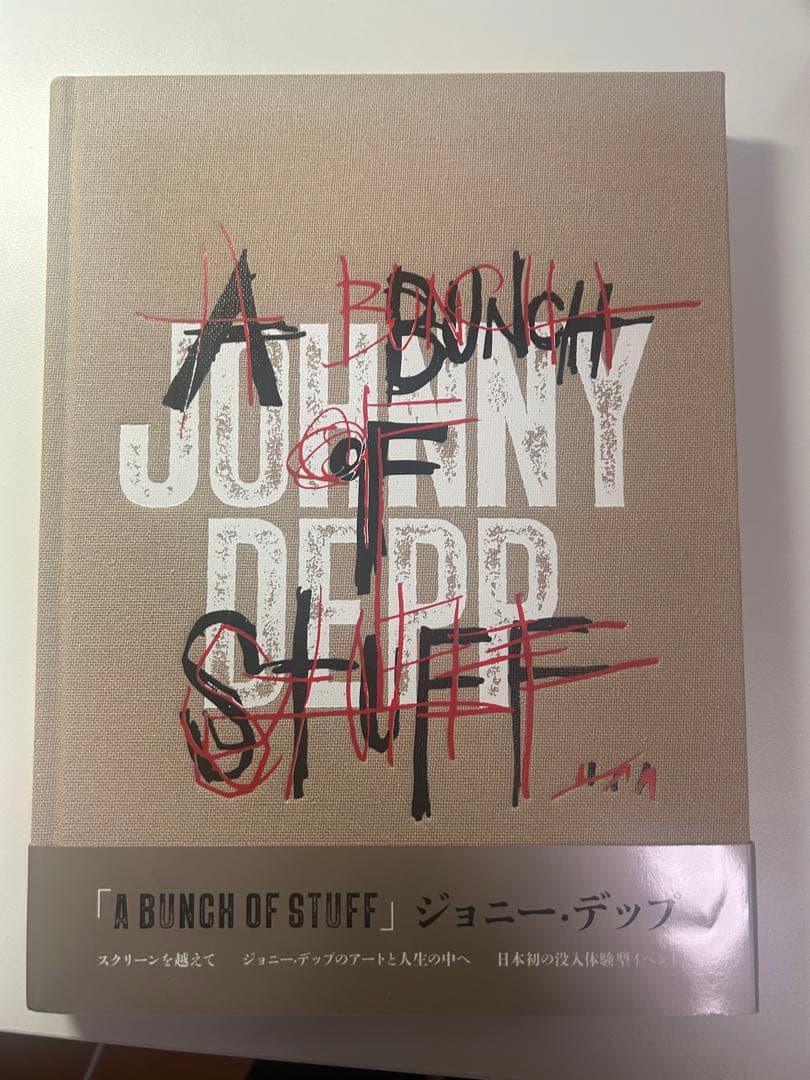 A BUNCH
JOHNNY
OF
DEPP
STUFF
「A BUNCH OF STUFF」ジョニー・デップ
スクリーンを越えて ジョニー・デップのアートと人生の中へ 日本初の没入体験型イベント